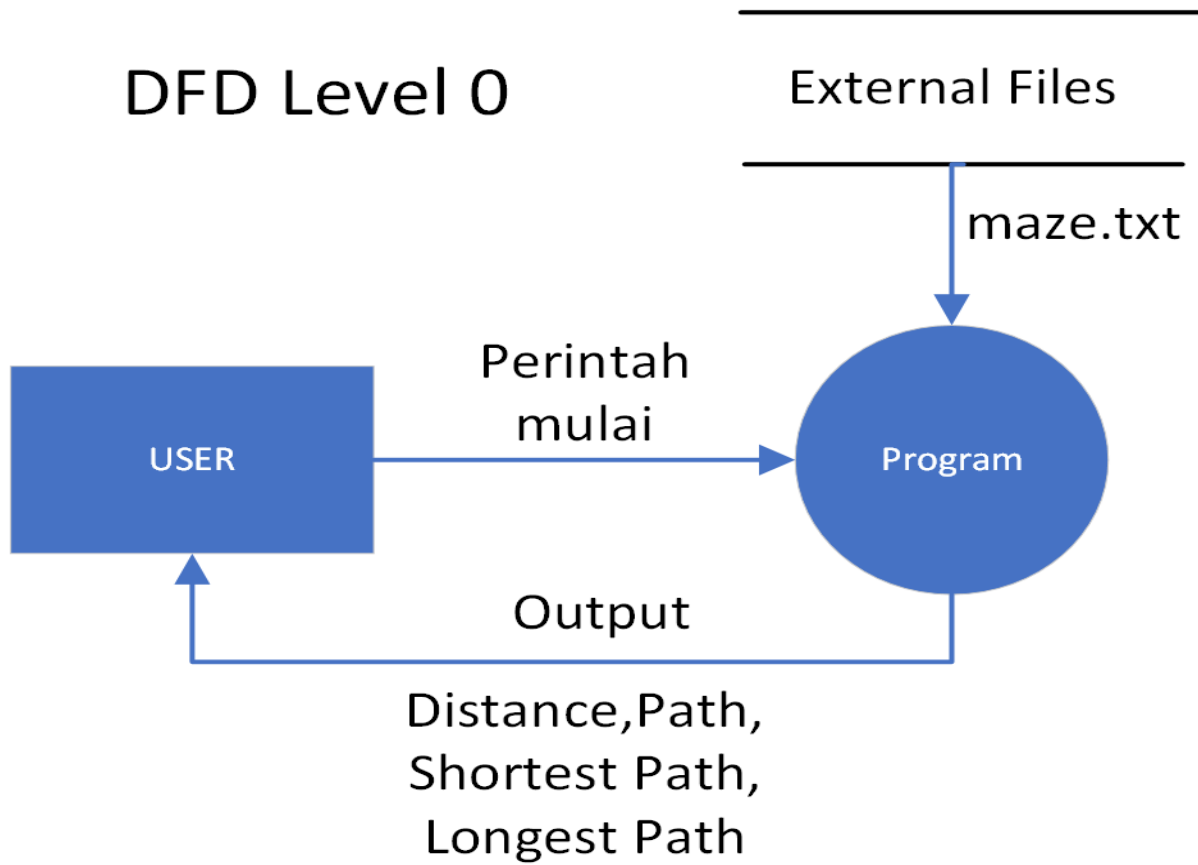 DFD Level 0
External Files
maze.txt
Perintah
mulai
USER
Program
Output
Distance,Path,
Shortest Path,
Longest Path